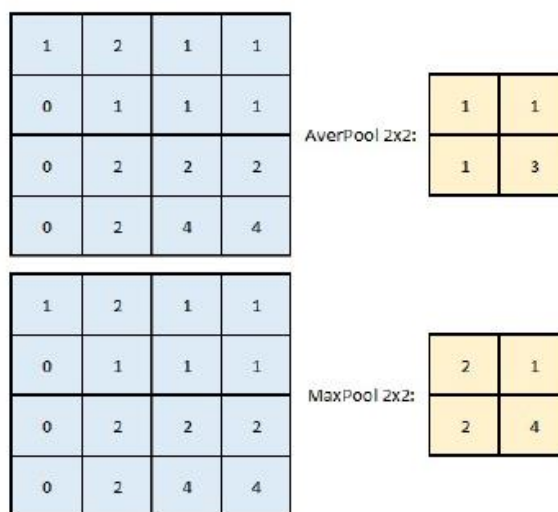 1 2 1 1
0 1 1 1
0 2 2 2
0 2 4 4
AverPool 2x2:
1 1
1 3
1 2 1 1
0 1 1 1
0 2 2 2
0 2 4 4
MaxPool 2x2:
2 1
2 4